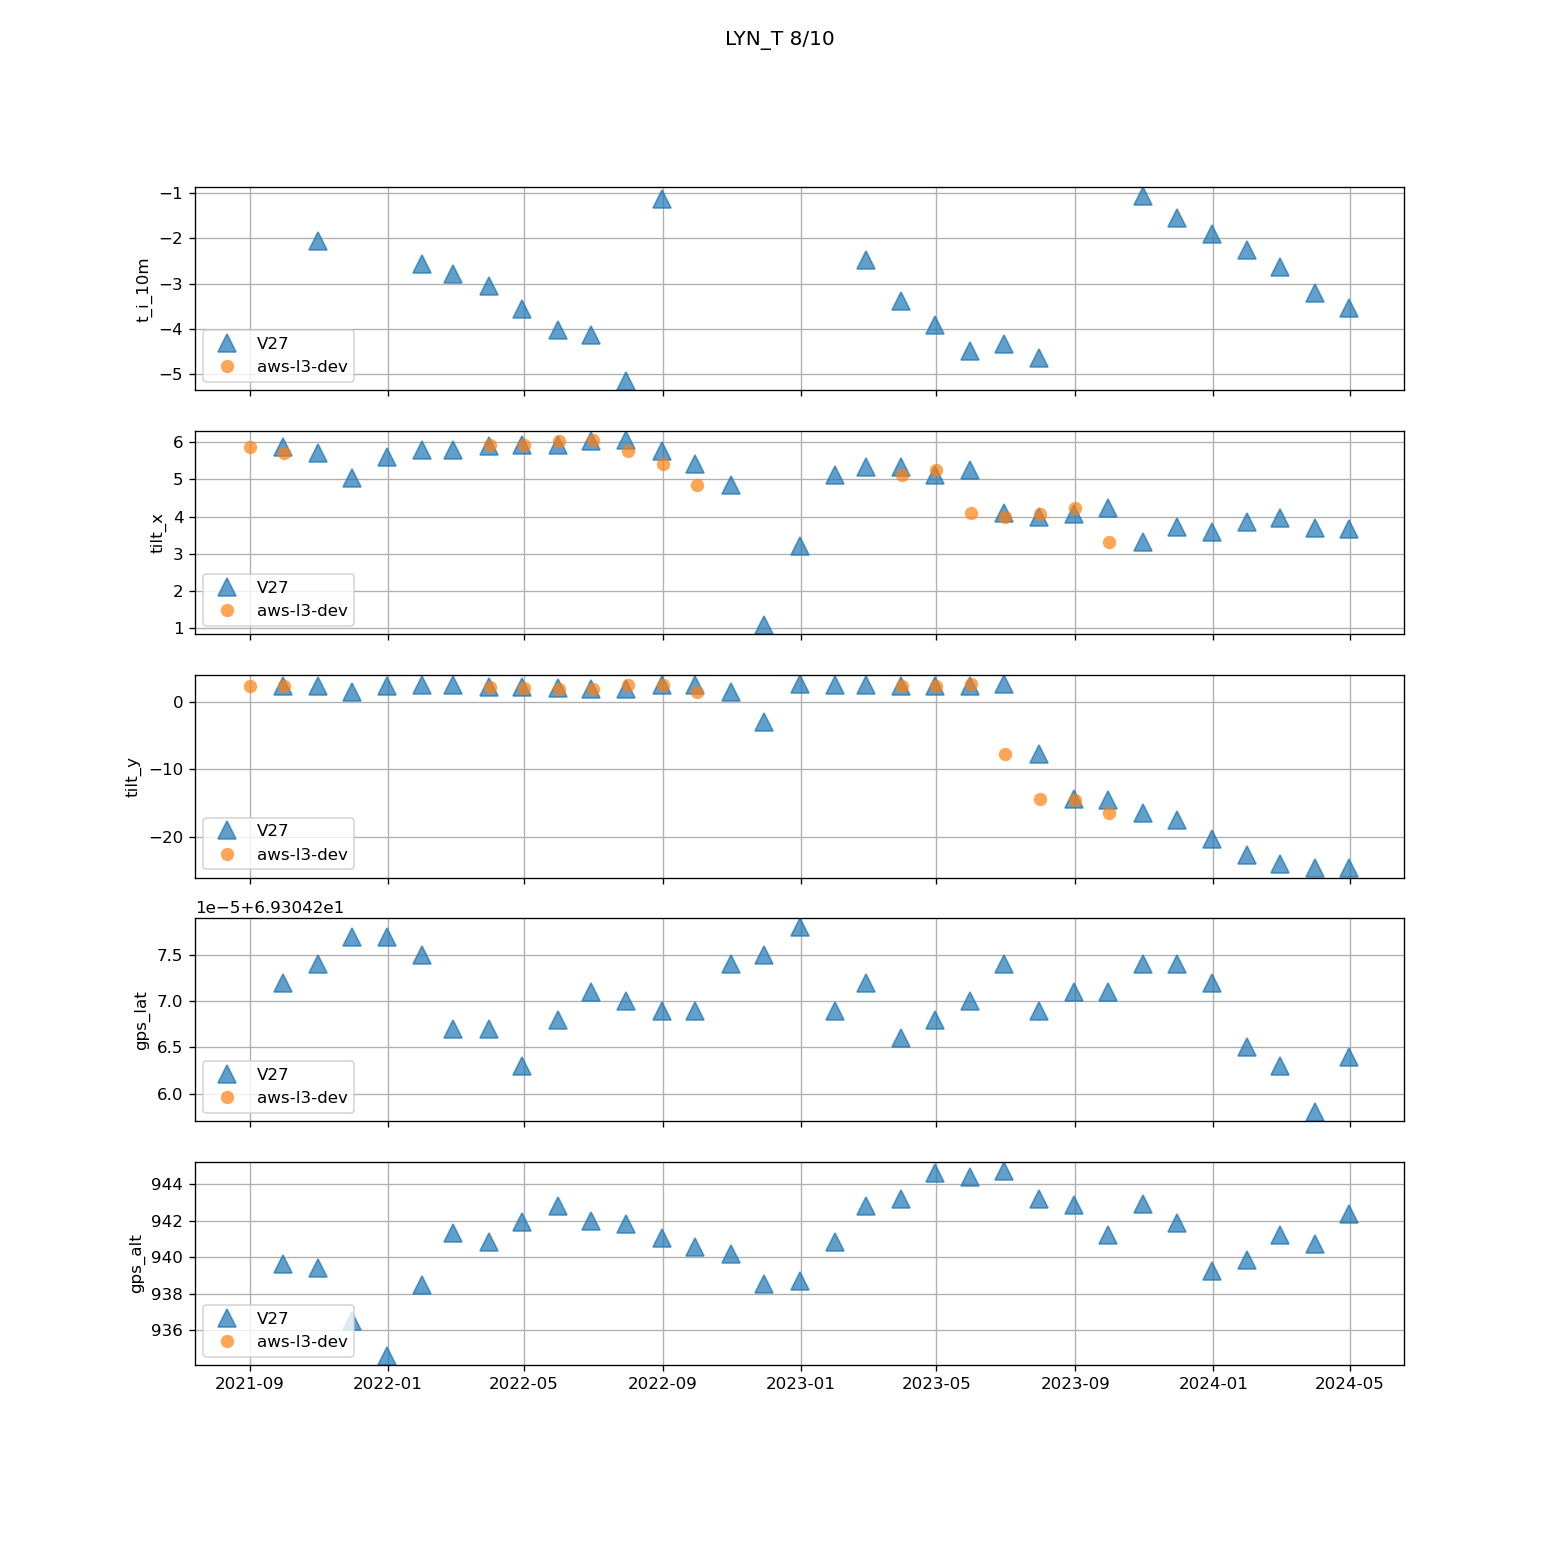 LYN_T 8/10
−1
−2
−3
−4
−5
t_i_10m
V27
aws-l3-dev
6
5
4
3
2
1
tilt_x
V27
aws-l3-dev
0
−10
−20
tilt_y
V27
aws-l3-dev
1e−5+6.93042e1
7.5
7.0
6.5
6.0
gps_lat
V27
aws-l3-dev
944
942
940
938
936
gps_alt
V27
aws-l3-dev
2021-09 2022-01 2022-05 2022-09 2023-01 2023-05 2023-09 2024-01 2024-05